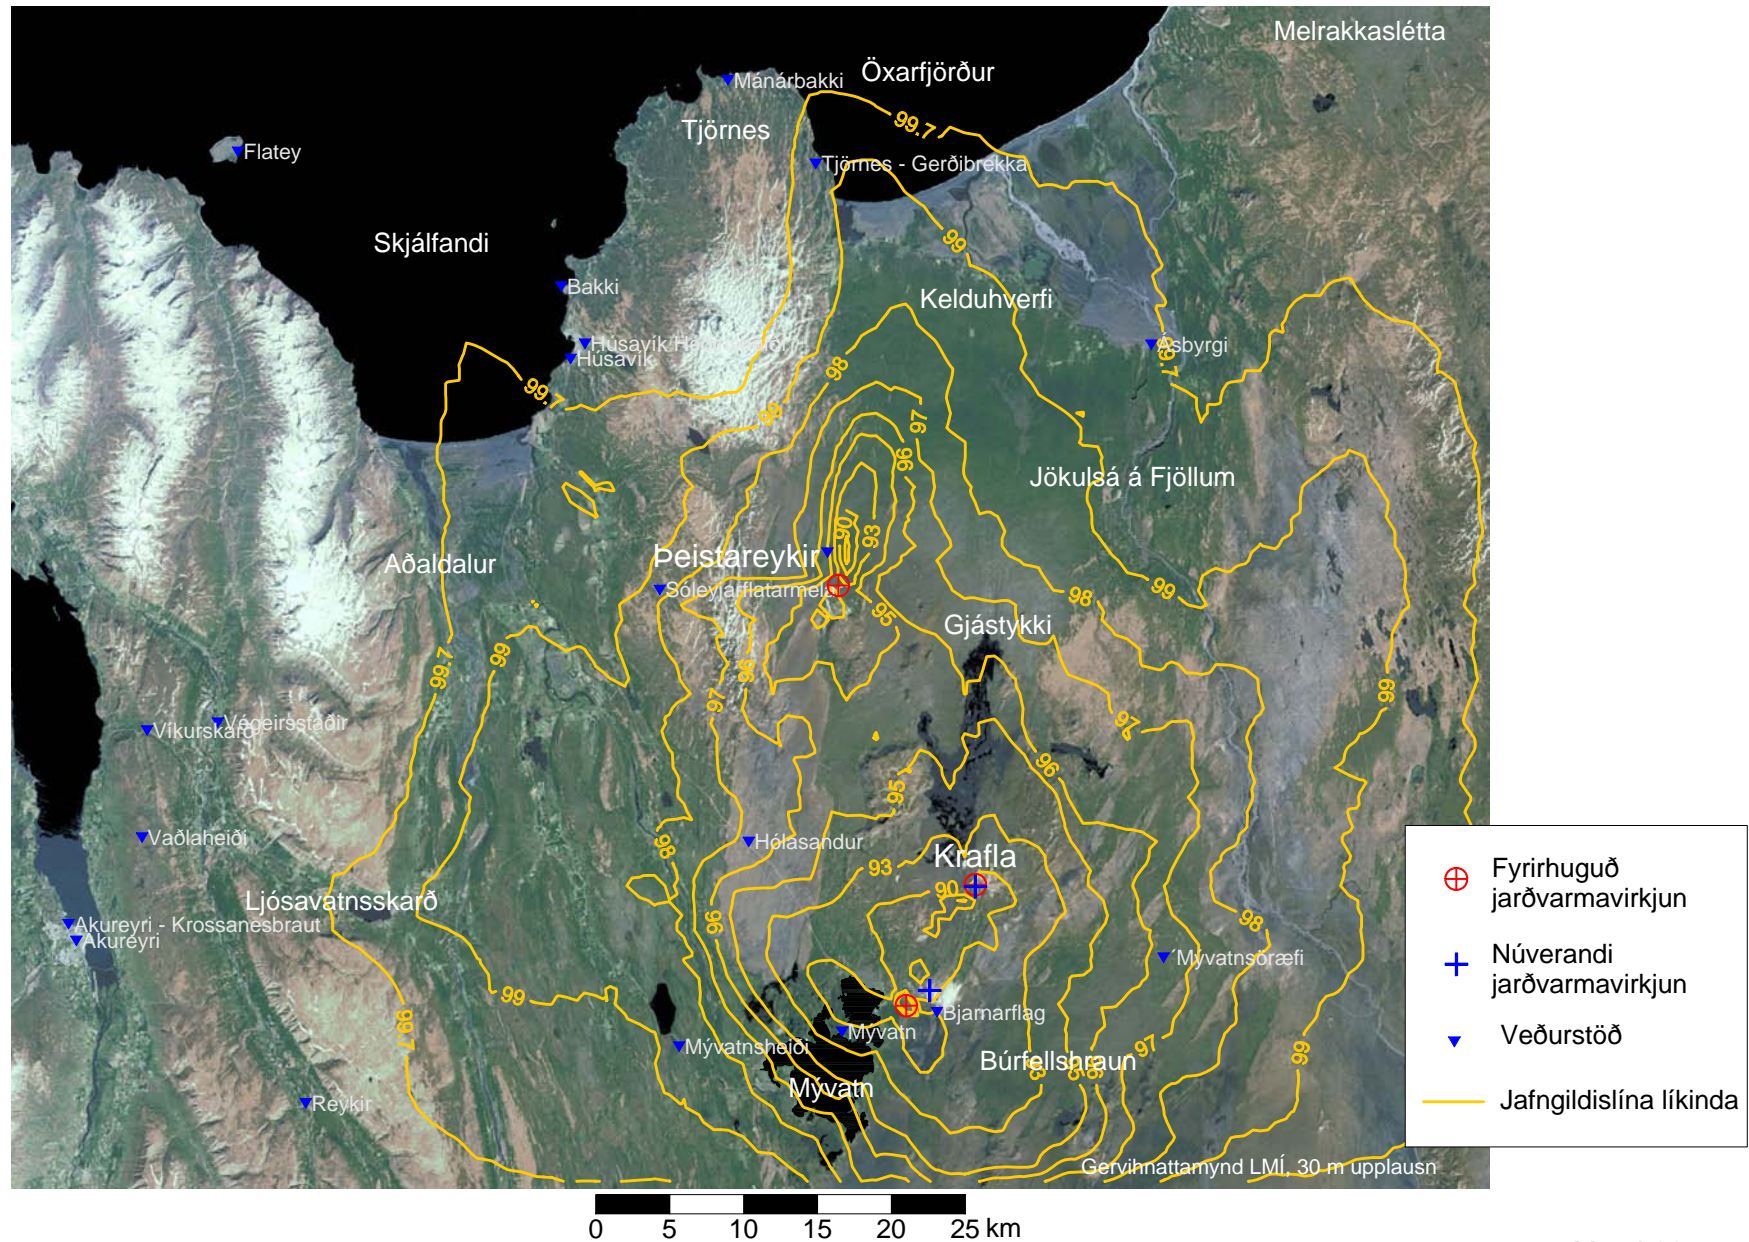 Melrakkaslétta
Öxarfjörður
Mánárbakki
99.7
Tjörnes
Flatey
Tjörnes - Gerðibrekka
99
Skjálfandi
Bakki
Kelduhverfi
Húsavík
Ásbyrgi
99.7
98
99.7
99
97
96
Jökulsá á Fjöllum
90
93
Þeistareykir
Aðaldalur
Sóleyjarflatarmelar
99
98
95
Gjástykki
99
99.7
96
97
99
97
Végeirsstaðir
Víkurskarð
96
95
Vaðlaheiði
98
Hólasandur
Krafla
93
90
Ljósavatnsskarð
96
98
Akureyri - Krossanesbraut
Akureyri
Mývatnsöræfi
99
Bjarnarflag
99.7
Mývatn
Mývatnsheiði
97
99
Búrfellshraun
93
95
96
Mývatn
Reykir
Gervihnattamynd LMÍ, 30 m upplausn
Fyrirhuguð
jarðvarmavirkjun
Núverandi
jarðvarmavirkjun
Veðurstöð
Jafngildislína líkinda
0 5 10 15 20 25 km